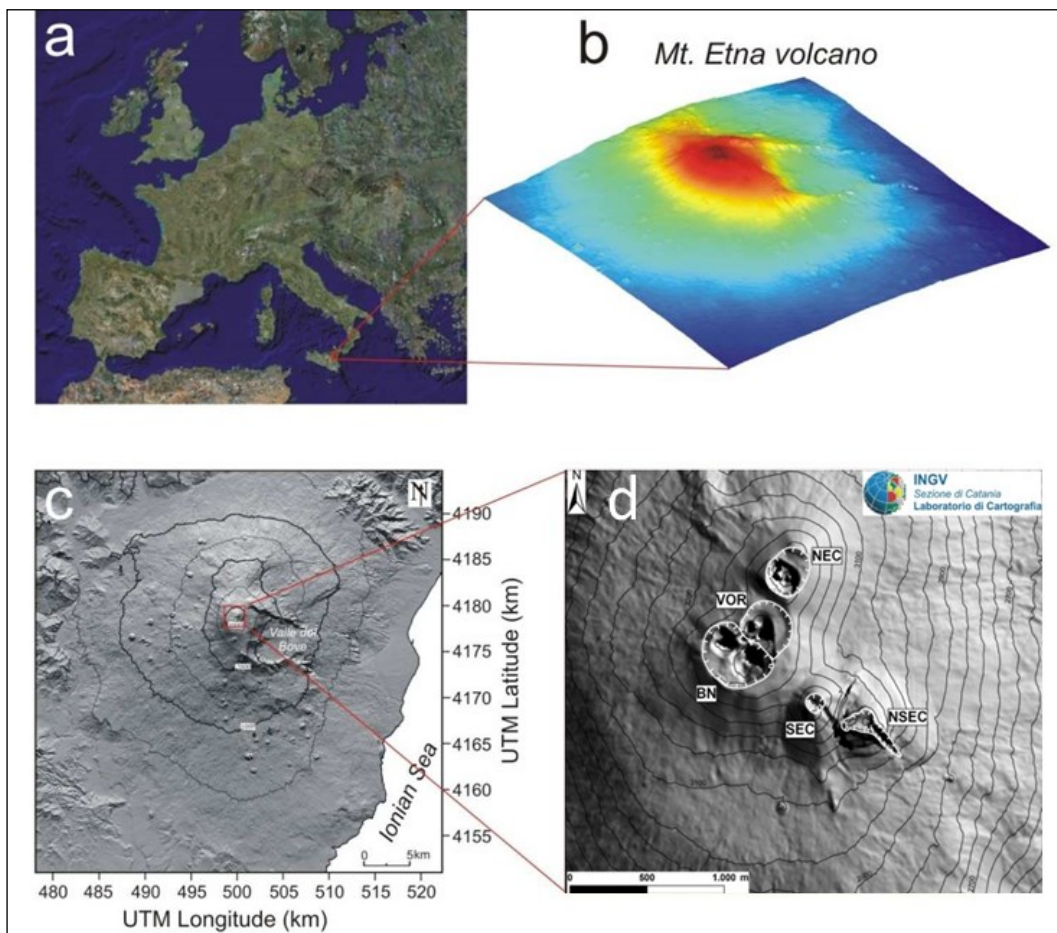 a
b
Mt. Etna volcano
c
N
4190
4185
4180
4175
4170
4165
4160
4155
UTM Latitude (km)
Valle del
Bove
Ionian Sea
0
5km
480
485
490
495
500
505
510
515
520
UTM Longitude (km)
d
N
INGV
Sezione di Catania
Laboratorio di Cartografia
NEC
VOR
BN
SEC
NSEC
0
500
1.000 m